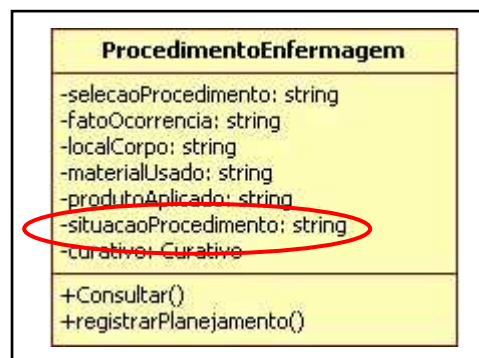 ProcedimentoEnfermagem
-selecaoProcedimento: string
-fatoOcorrencia: string
-localCorpo: string
-materialUsado: string
-produtoAplicado: string
-situacaoProcedimento: string
-curativo: Curativo
+Consultar()
+registrarPlanejamento()